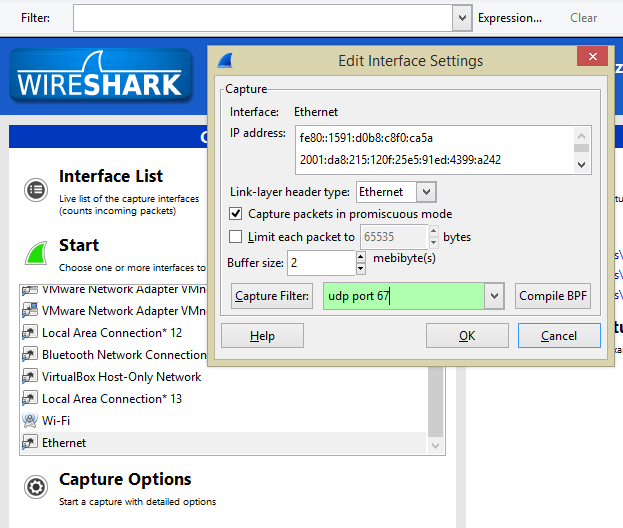 Filter:
Expression...
Clear
WIRESHARK
Edit Interface Settings
Capture
Interface: Ethernet
IP address:
fe80::1591:d0b8:c8f0:ca5a
2001:da8:215:120f:25e5:91ed:4399:a242
Link-layer header type: Ethernet
Capture packets in promiscuous mode
Limit each packet to 65535 bytes
Buffer size: 2 mebibyte(s)
Capture Filter: udp port 67 Compile BPF
Help OK Cancel
Interface List
Live list of the capture interfaces
(counts incoming packets)
Start
Choose one or more interfaces to
VMware Network Adapter VMn
VMware Network Adapter VMn
Local Area Connection* 12
Bluetooth Network Connection
VirtualBox Host-Only Network
Local Area Connection* 13
Wi-Fi
Ethernet
Capture Options
Start a capture with detailed options